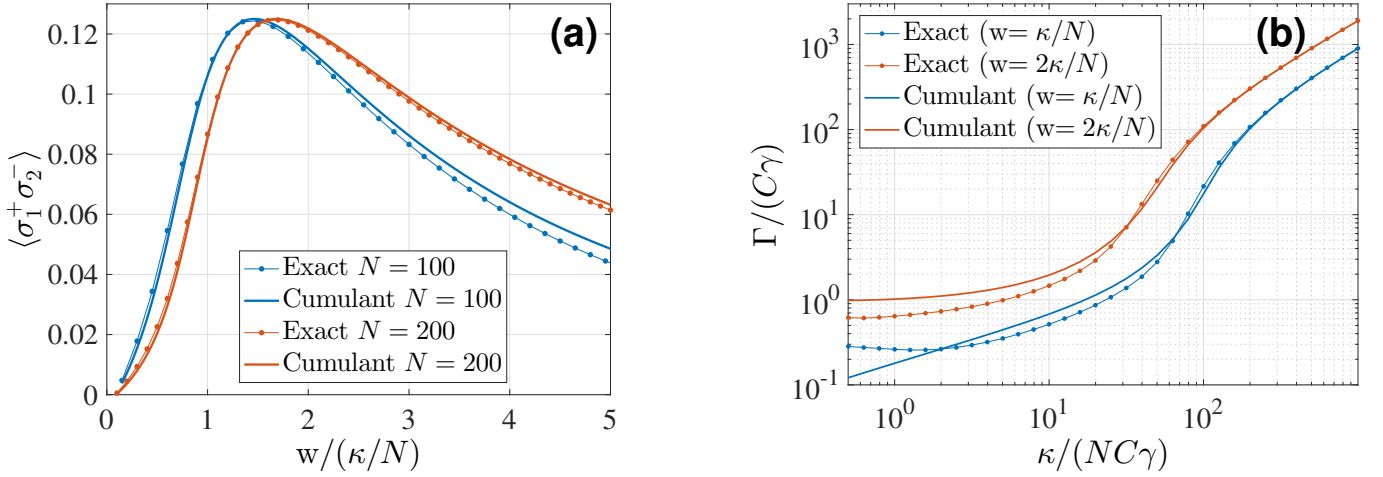 (a)
⟨σ₁⁺σ₂⁻⟩
0.12
0.1
0.08
0.06
0.04
0.02
0
Exact N = 100
Cumulant N = 100
Exact N = 200
Cumulant N = 200
0 1 2 3 4 5
w/(κ/N)
(b)
Γ/(Cγ)
10³
10²
10¹
10⁰
10⁻¹
Exact (w= κ/N)
Exact (w= 2κ/N)
Cumulant (w= κ/N)
Cumulant (w= 2κ/N)
10⁰ 10¹ 10²
κ/(NCγ)